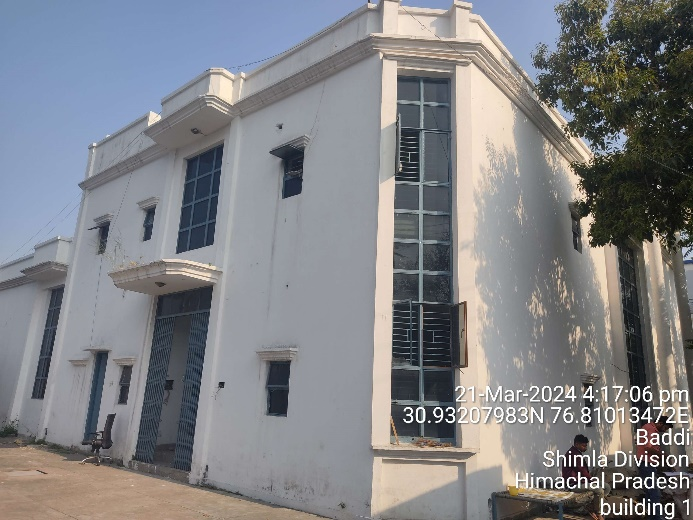 21-Mar-2024 4:17:06 pm
30.93207983N 76.81013472E
Baddi
Shimla Division
Himachal Pradesh
building 1